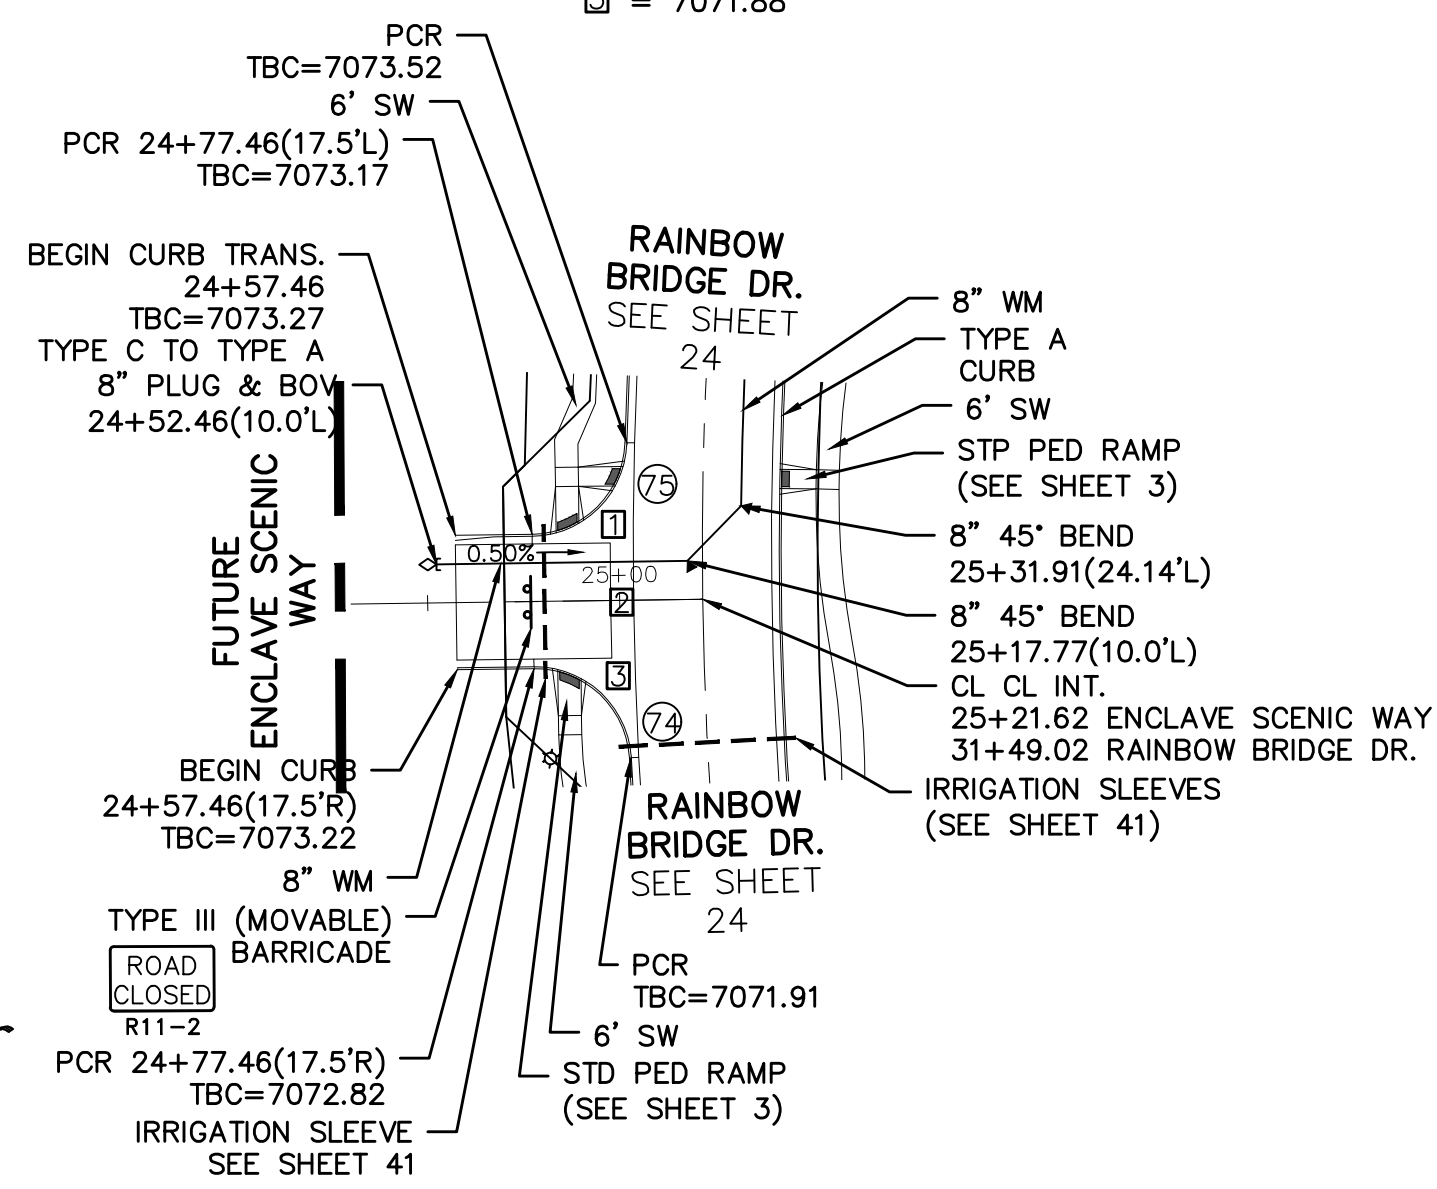 3 = 7071.88
PCR
TBC=7073.52
6' SW
PCR 24+77.46(17.5'L)
TBC=7073.17
BEGIN CURB TRANS.
24+57.46
TBC=7073.27
TYPE C TO TYPE A
8" PLUG & BOV
24+52.46(10.0'L)
RAINBOW
BRIDGE DR.
SEE SHEET
24
8" WM
TYPE A
CURB
6' SW
STP PED RAMP
(SEE SHEET 3)
8" 45° BEND
25+31.91(24.14'L)
8" 45° BEND
25+17.77(10.0'L)
CL CL INT.
25+21.62 ENCLAVE SCENIC WAY
31+49.02 RAINBOW BRIDGE DR.
IRRIGATION SLEEVES
(SEE SHEET 41)
75
1
0.50%
25+00
2
3
74
FUTURE
ENCLAVE SCENIC
WAY
BEGIN CURB
24+57.46(17.5'R)
TBC=7073.22
8" WM
TYPE III (MOVABLE)
BARRICADE
ROAD
CLOSED
R11-2
PCR 24+77.46(17.5'R)
TBC=7072.82
IRRIGATION SLEEVE
SEE SHEET 41
RAINBOW
BRIDGE DR.
SEE SHEET
24
PCR
TBC=7071.91
6' SW
STD PED RAMP
(SEE SHEET 3)